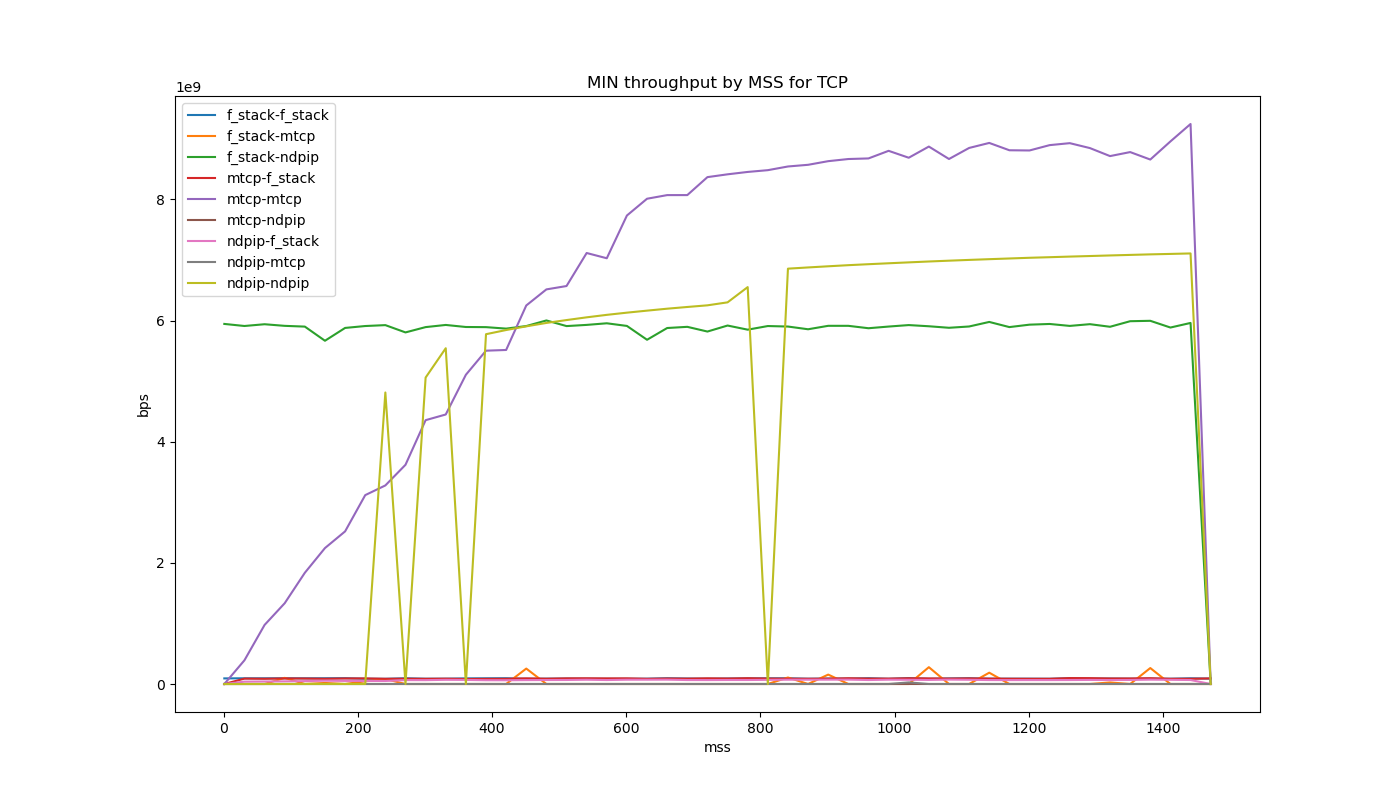 MIN throughput by MSS for TCP
1e9
f_stack-f_stack
f_stack-mtcp
f_stack-ndpip
mtcp-f_stack
mtcp-mtcp
mtcp-ndpip
ndpip-f_stack
ndpip-mtcp
ndpip-ndpip
8
6
4
2
0
bps
0 200 400 600 800 1000 1200 1400
mss